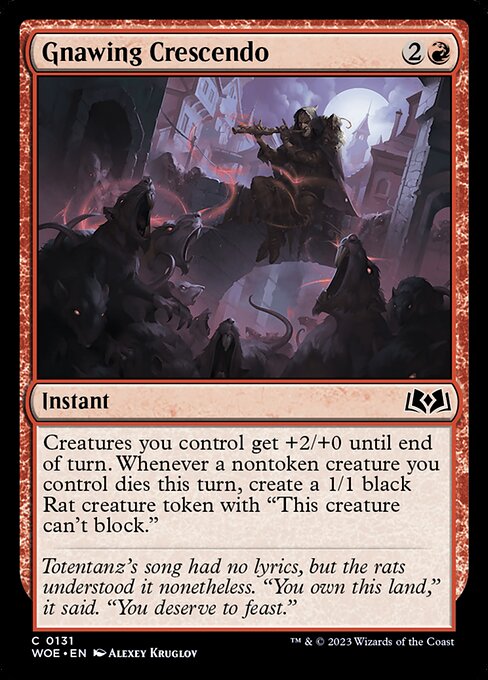 Gnawing Crescendo 2
Instant
Creatures you control get +2/+0 until end
of turn. Whenever a nontoken creature you
control dies this turn, create a 1/1 black
Rat creature token with “This creature
can’t block.”
Totentanz’s song had no lyrics, but the rats
understood it nonetheless. “You own this land,”
it said. “You deserve to feast.”
C 0131
WOE • EN Alexey Kruglov
™ & © 2023 Wizards of the Coast